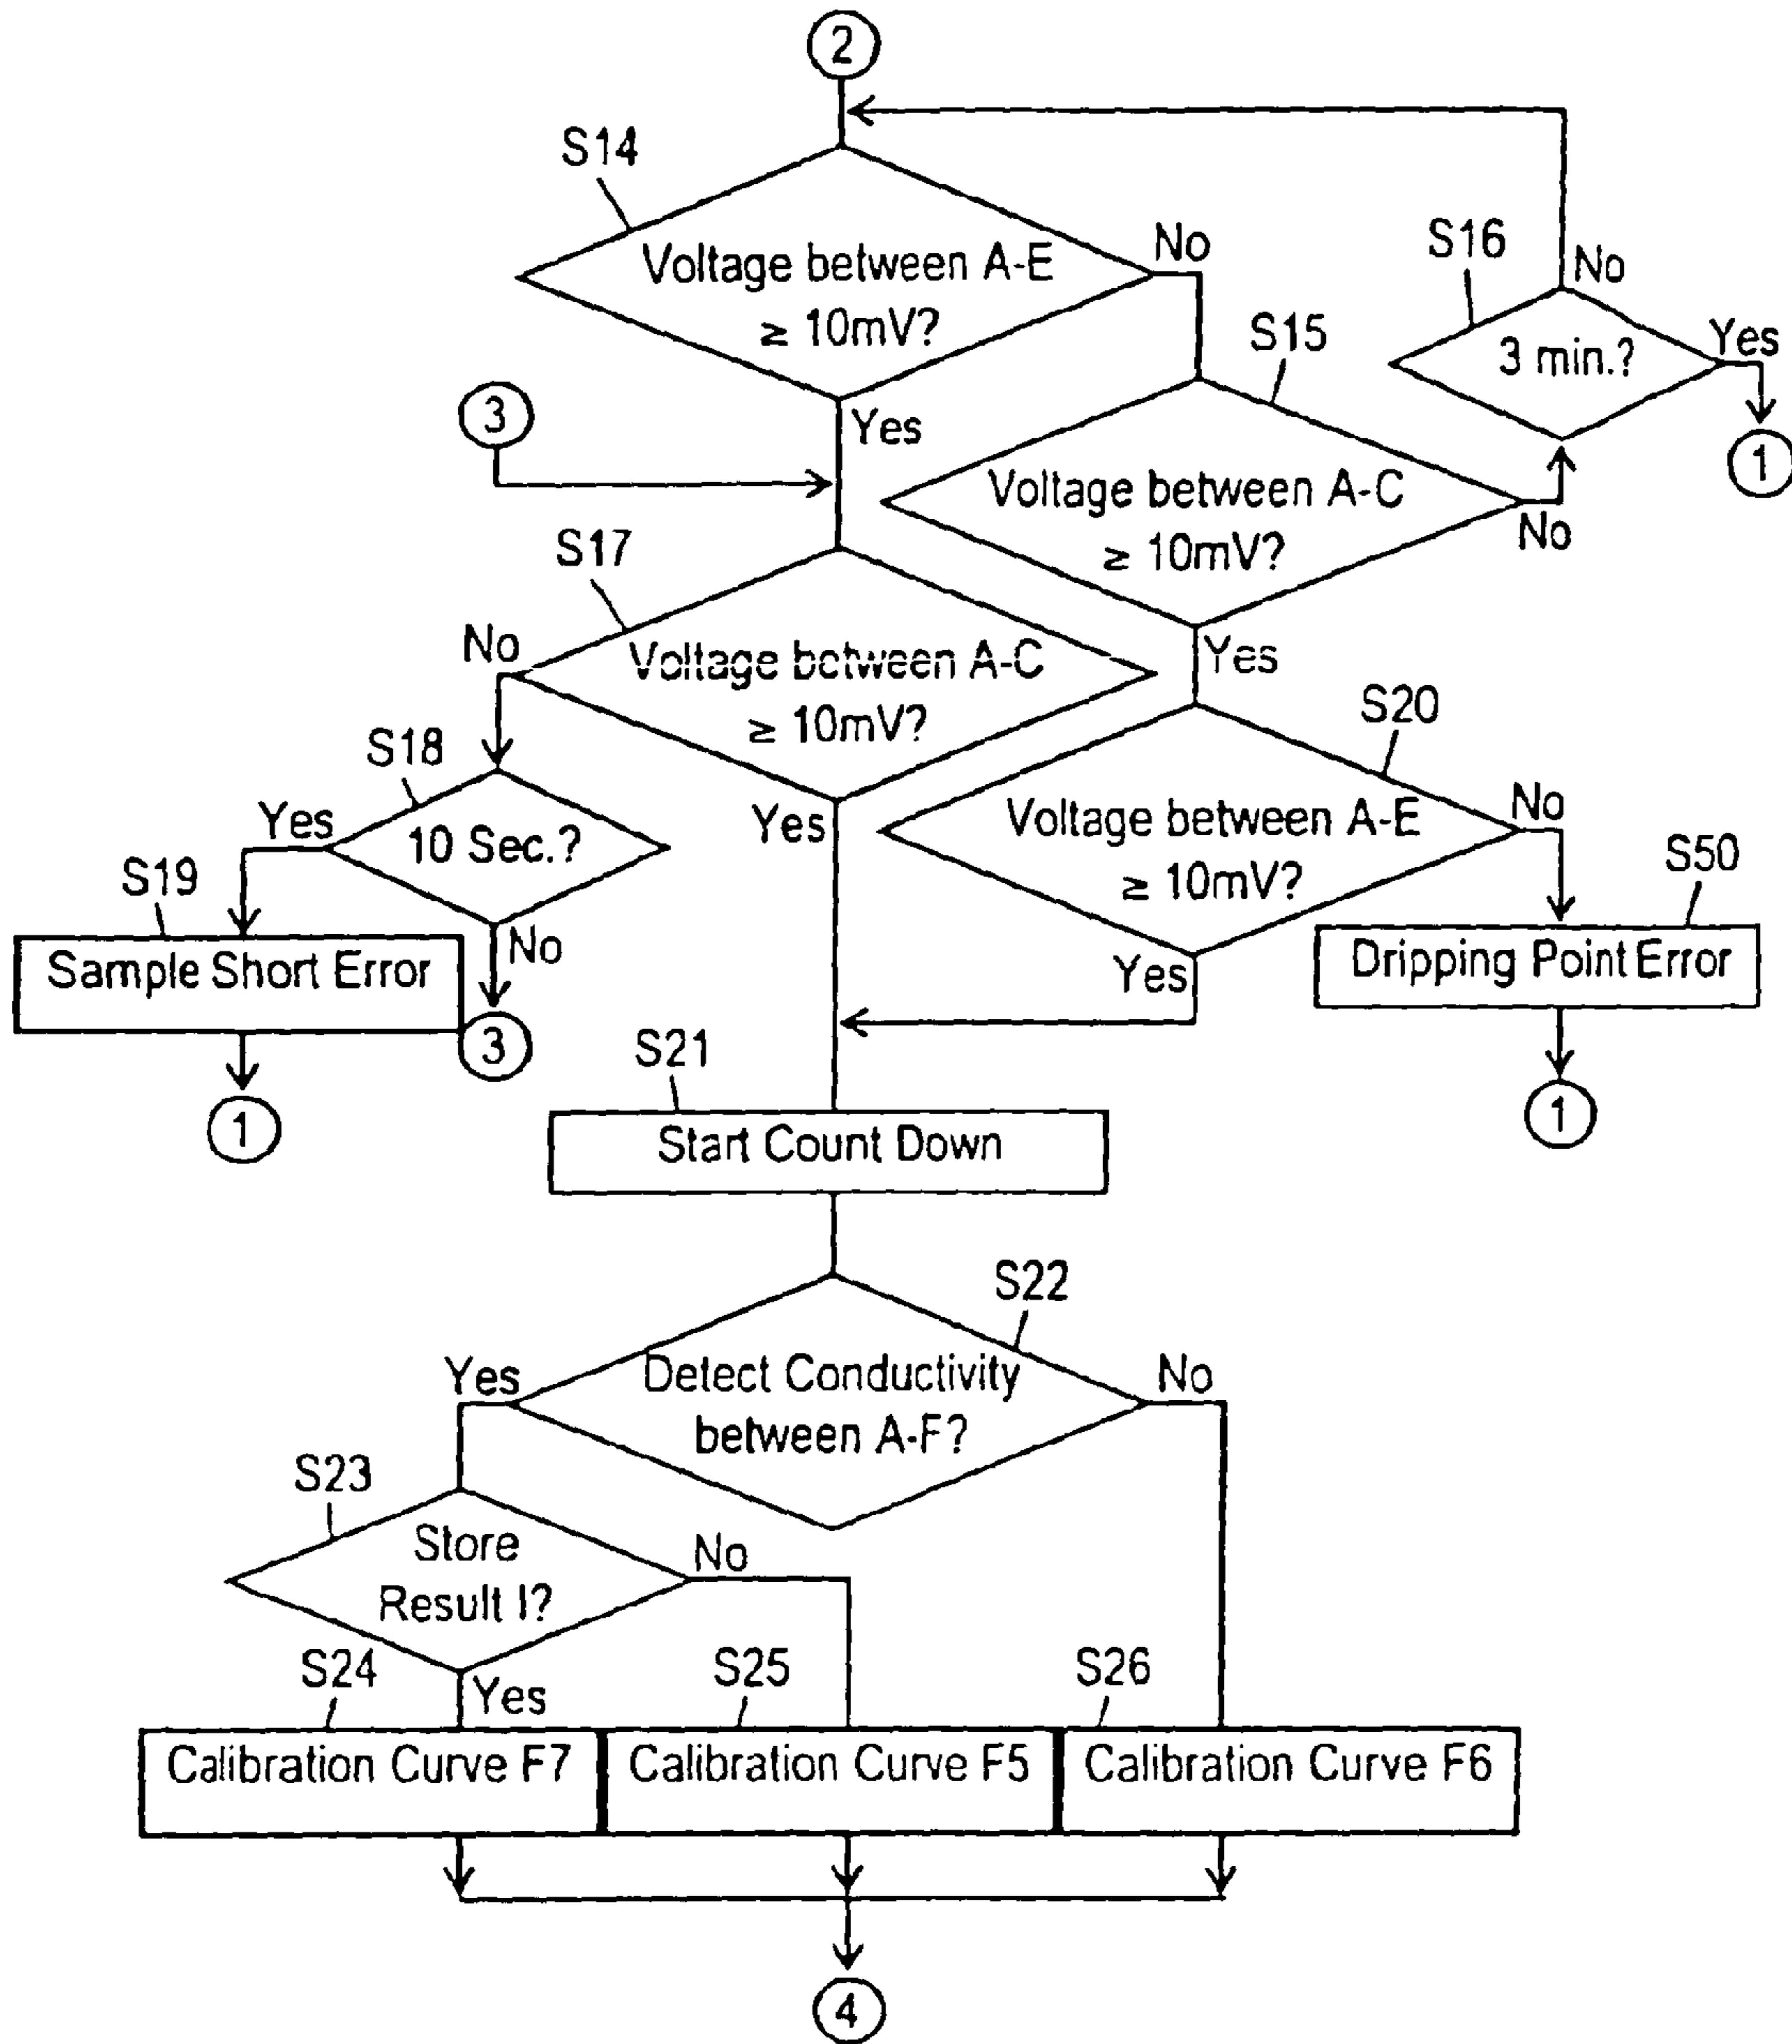 2
S14
Voltage between A-E
≥ 10mV?
No
Yes
S16
3 min.?
No
Yes
1
S15
Voltage between A-C
≥ 10mV?
No
Yes
3
S17
Voltage between A-C
≥ 10mV?
No
Yes
S18
10 Sec.?
Yes
No
3
S19
Sample Short Error
1
S20
Voltage between A-E
≥ 10mV?
No
Yes
S50
Dripping Point Error
1
S21
Start Count Down
S22
Detect Conductivity
between A-F?
Yes
No
S23
Store
Result I?
No
Yes
S24
Calibration Curve F7
S25
Calibration Curve F5
S26
Calibration Curve F6
4